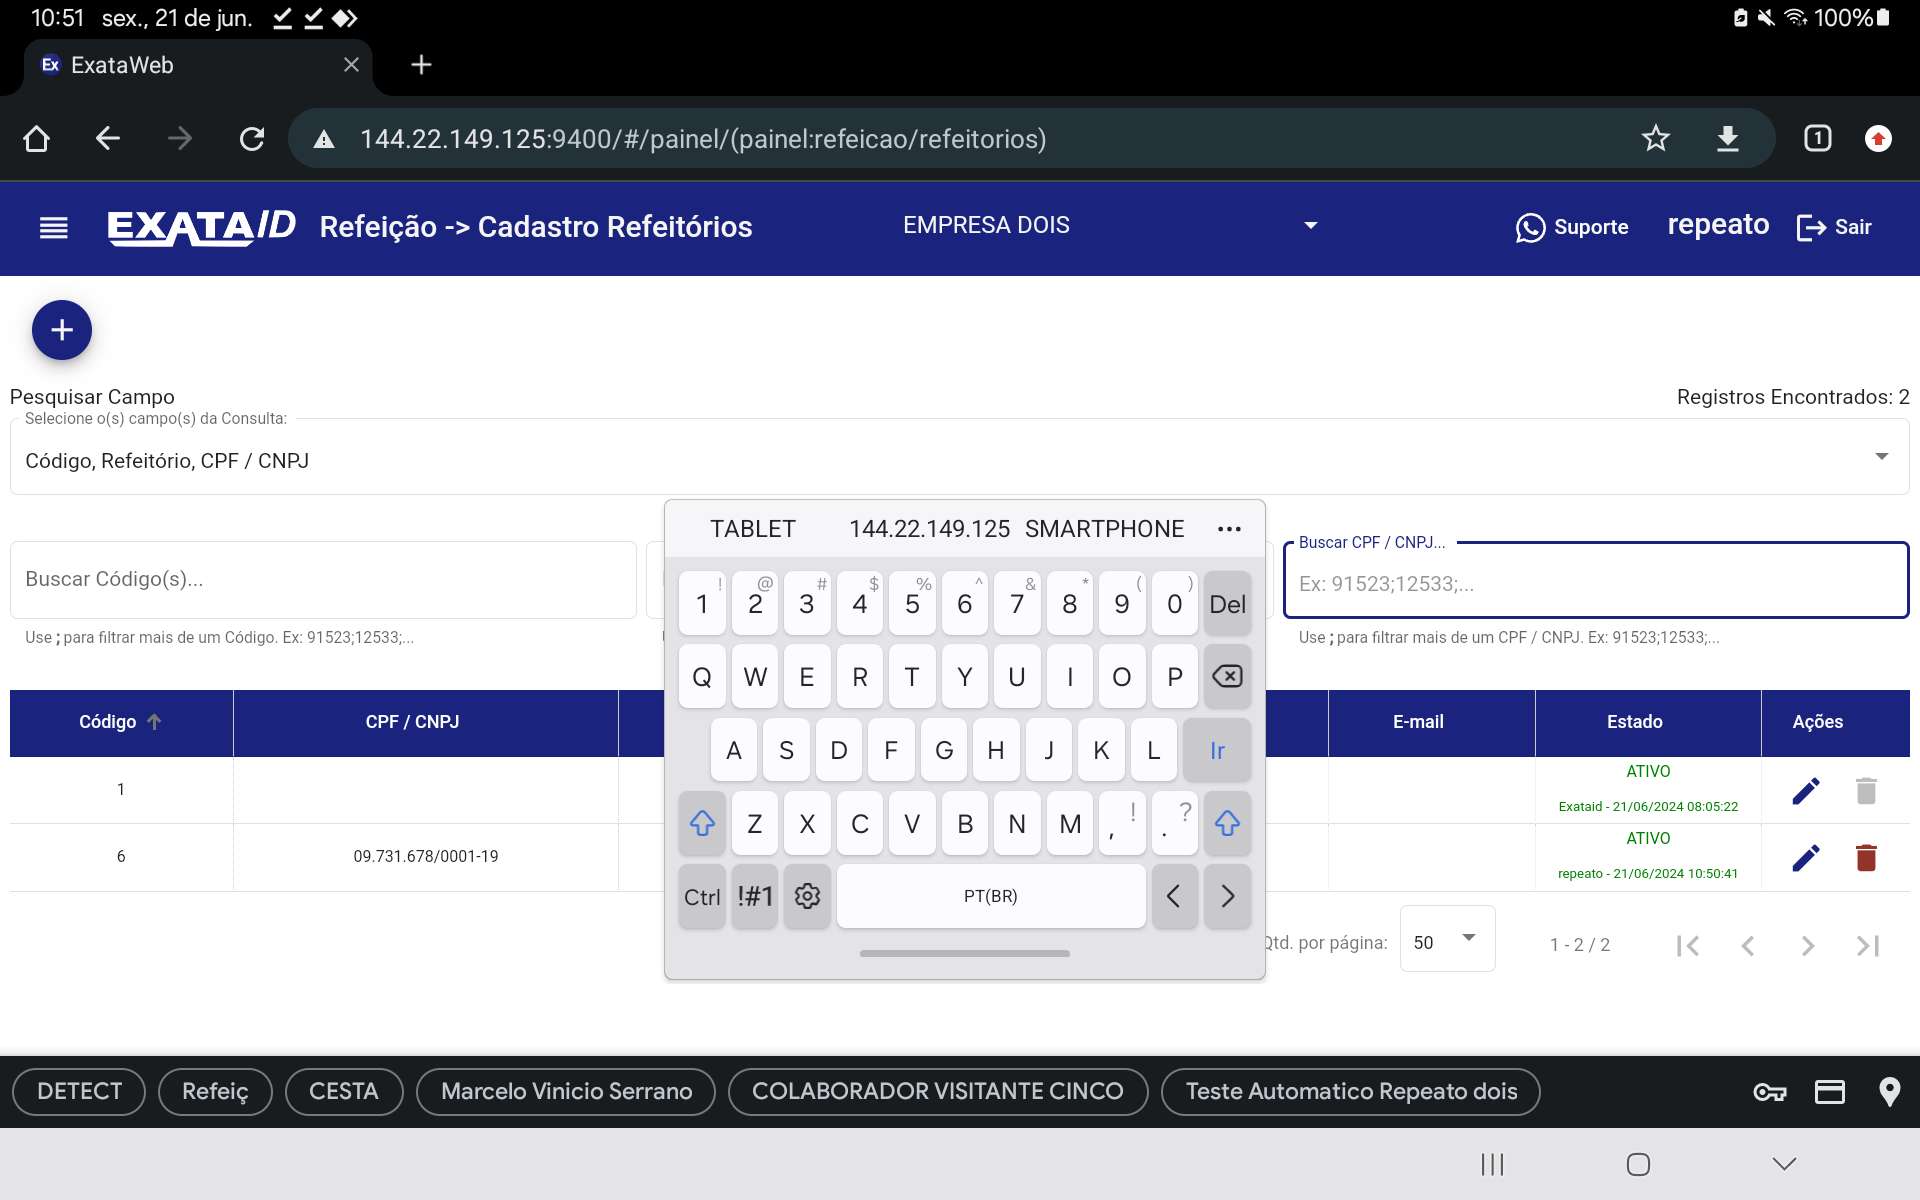 10:51 sex., 21 de jun. 100%
Ex ExataWeb
144.22.149.125:9400/#/painel/(painel:refeicao/refeitorios) 1
EXATA/D Refeição -> Cadastro Refeitórios EMPRESA DOIS Suporte repeato Sair
+
Pesquisar Campo Registros Encontrados: 2
Selecione o(s) campo(s) da Consulta:
Código, Refeitório, CPF / CNPJ
TABLET 144.22.149.125 SMARTPHONE ...
Buscar CPF / CNPJ...
Buscar Código(s)... Ex: 91523;12533;...
Use ; para filtrar mais de um Código. Ex: 91523;12533;... Use ; para filtrar mais de um CPF / CNPJ. Ex: 91523;12533;...
! @ # $ % ^ & * ( )
1 2 3 4 5 6 7 8 9 0 Del
Q W E R T Y U I O P
A S D F G H J K L Ir
Z X C V B N M , ! . ?
Ctrl !#1 PT(BR) < >
Código CPF / CNPJ E-mail Estado Ações
1 ATIVO
Exataid - 21/06/2024 08:05:22
6 09.731.678/0001-19 ATIVO
repeato - 21/06/2024 10:50:41
Qtd. por página: 50 1 - 2 / 2
DETECT Refeiç CESTA Marcelo Vinicio Serrano COLABORADOR VISITANTE CINCO Teste Automatico Repeato dois